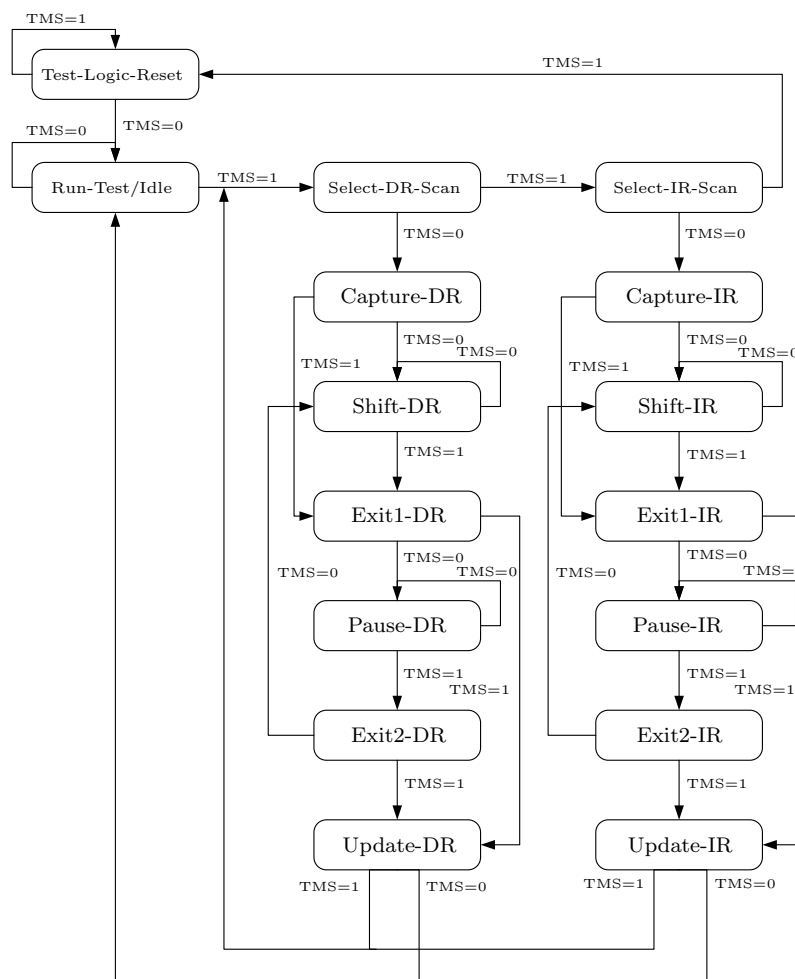 TMS=1
Test-Logic-Reset
TMS=1
TMS=0
TMS=0
Run-Test/Idle
TMS=1
Select-DR-Scan
TMS=1
Select-IR-Scan
TMS=0
TMS=0
Capture-DR
Capture-IR
TMS=0
TMS=0
TMS=0
TMS=0
TMS=1
TMS=1
Shift-DR
Shift-IR
TMS=1
TMS=1
Exit1-DR
Exit1-IR
TMS=0
TMS=0
TMS=0
TMS=0
TMS=0
TMS=
Pause-DR
Pause-IR
TMS=1
TMS=1
TMS=1
TMS=1
Exit2-DR
Exit2-IR
TMS=1
TMS=1
Update-DR
Update-IR
TMS=1
TMS=0
TMS=1
TMS=0